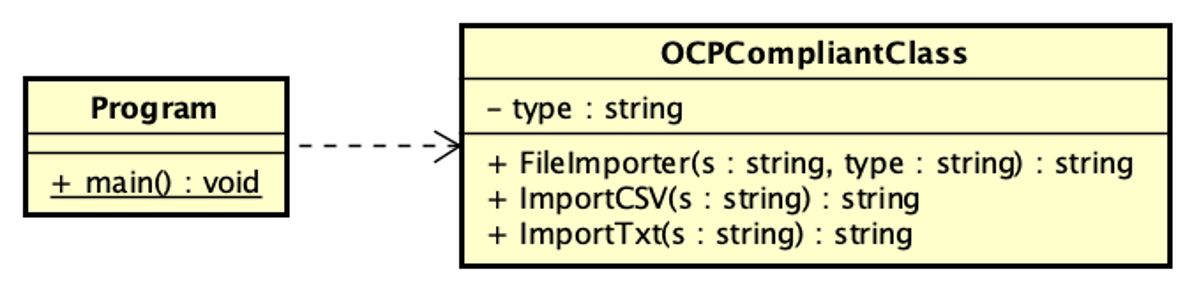 Program
+ main() : void
OCPCompliantClass
- type : string
+ FileImporter(s : string, type : string) : string
+ ImportCSV(s : string) : string
+ ImportTxt(s : string) : string